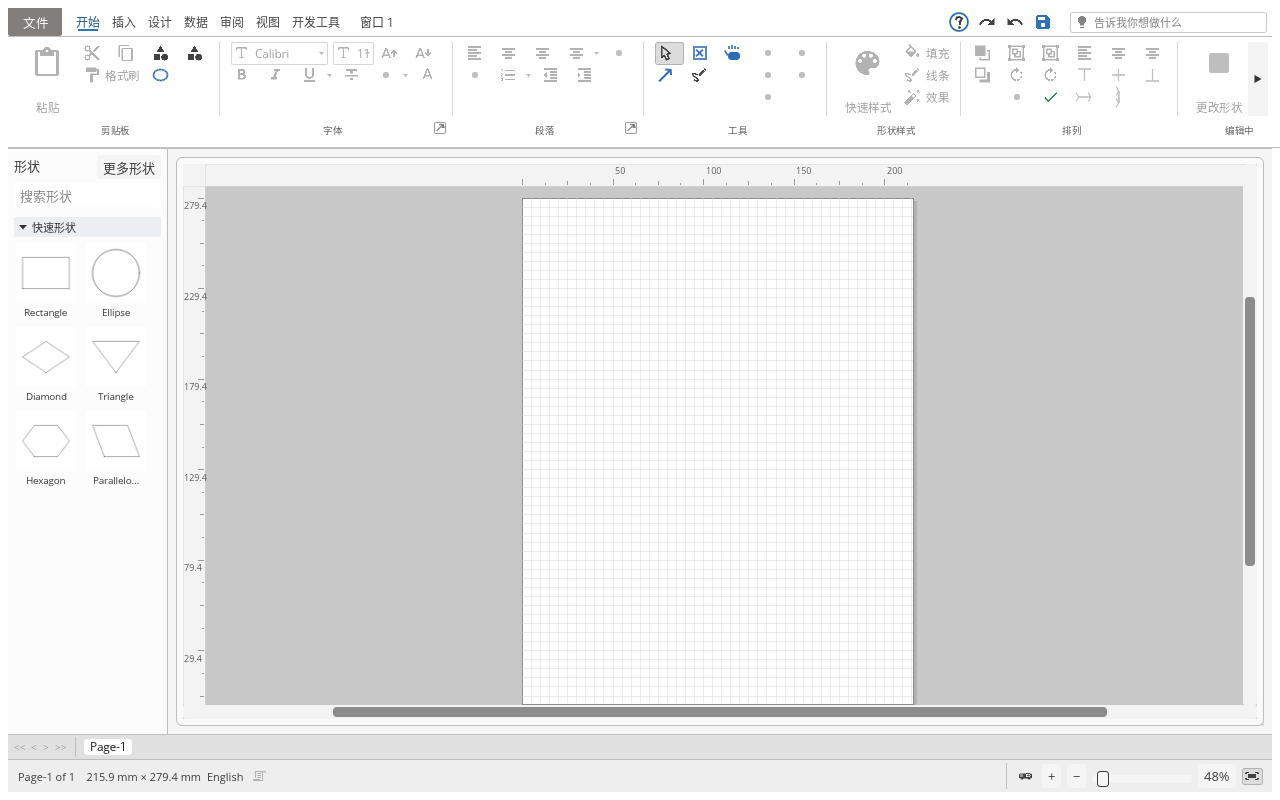 文件 开始 插入 设计 数据 审阅 视图 开发工具 窗口 1 告诉我你想做什么
Calibri 11 填充
格式刷 线条
粘贴 快速样式 效果 更改形状
剪贴板 字体 段落 工具 形状样式 排列 编辑中
形状 更多形状
搜索形状
快速形状
Rectangle Ellipse
Diamond Triangle
Hexagon Parallelo...
50 100 150 200
279.4
229.4
179.4
129.4
79.4
29.4
<< < > >> Page-1
Page-1 of 1 215.9 mm × 279.4 mm English + − 48%